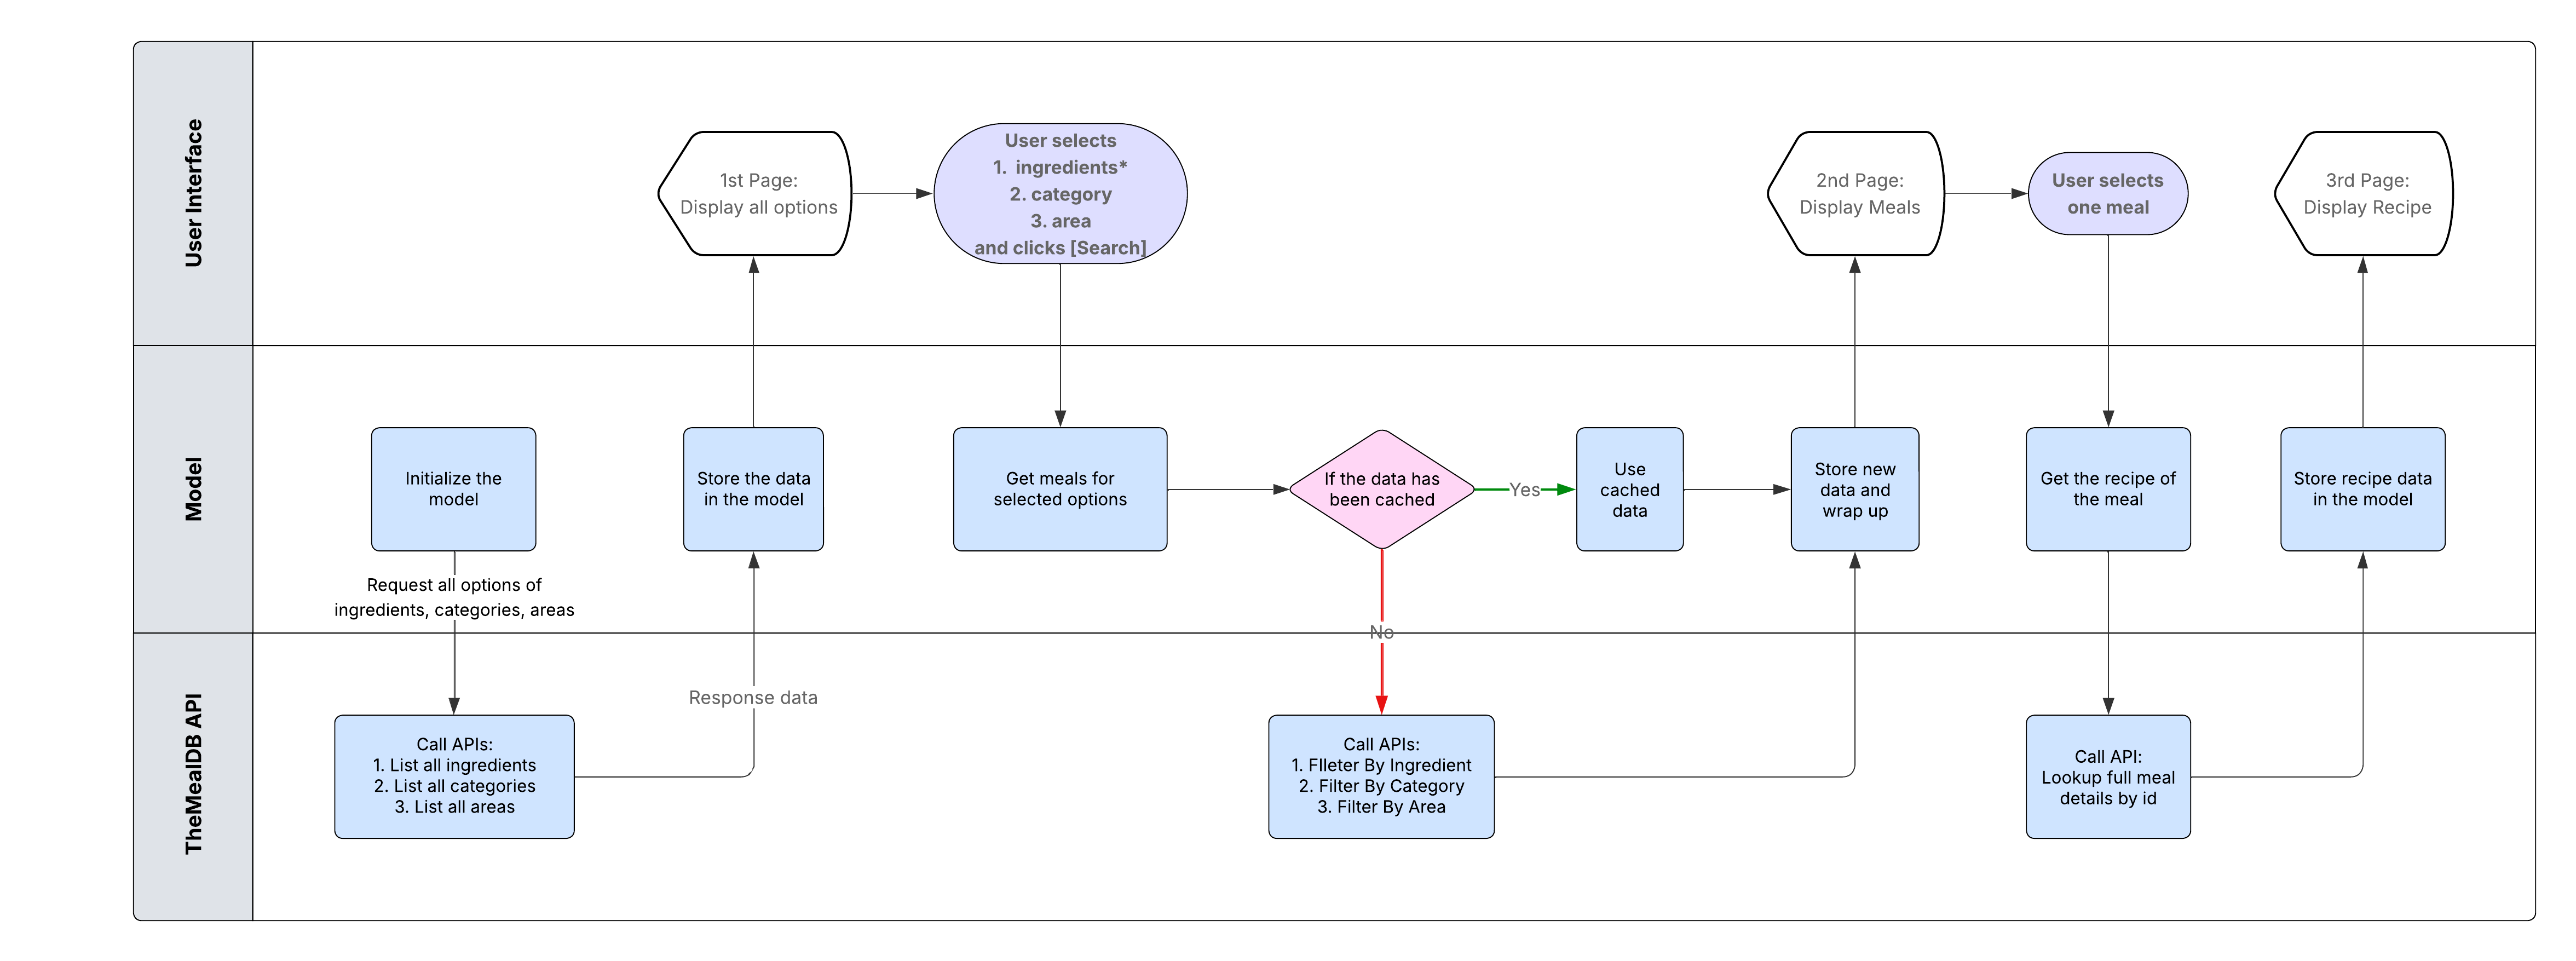 User Interface
1st Page:
Display all options
User selects
1. ingredients*
2. category
3. area
and clicks [Search]
2nd Page:
Display Meals
User selects
one meal
3rd Page:
Display Recipe
Model
Initialize the
model
Store the data
in the model
Get meals for
selected options
If the data has
been cached
Yes
Use
cached
data
Store new
data and
wrap up
Get the recipe of
the meal
Store recipe data
in the model
Request all options of
ingredients, categories, areas
No
TheMealDB API
Response data
Call APIs:
1. List all ingredients
2. List all categories
3. List all areas
Call APIs:
1. FIleter By Ingredient
2. Filter By Category
3. Filter By Area
Call API:
Lookup full meal
details by id